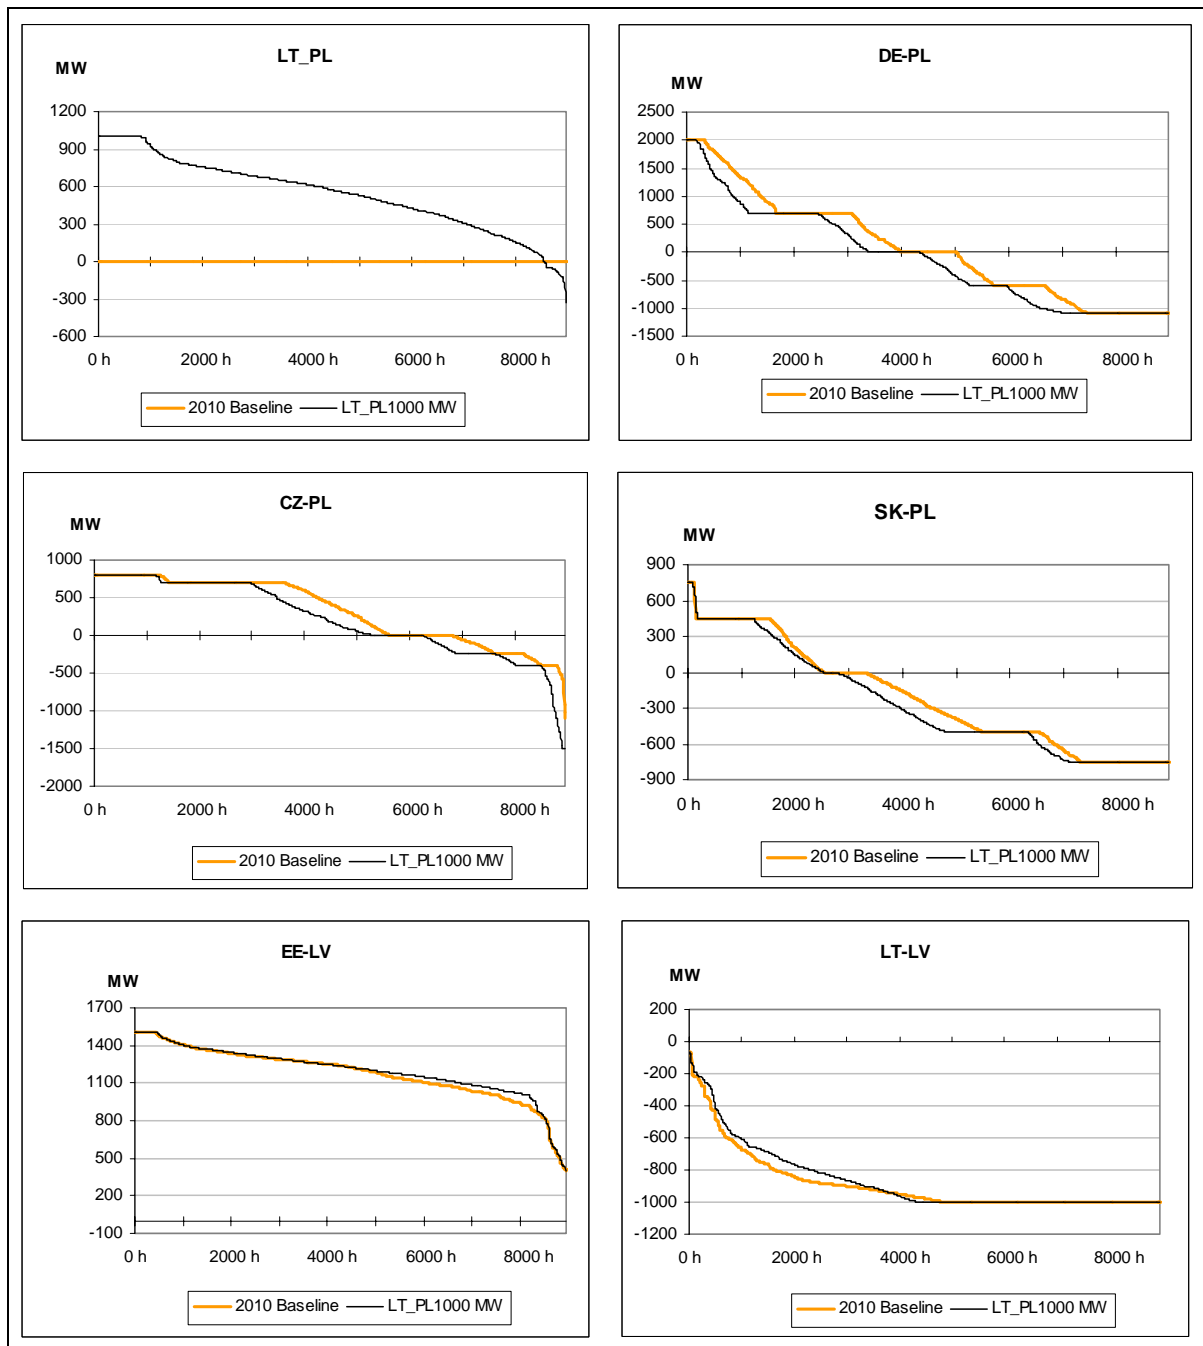 LT_PL
MW
1200
900
600
300
0
-300
-600
0 h 2000 h 4000 h 6000 h 8000 h
2010 Baseline LT_PL1000 MW
DE-PL
MW
2500
2000
1500
1000
500
0
-500
-1000
-1500
0 h 2000 h 4000 h 6000 h 8000 h
2010 Baseline LT_PL1000 MW
CZ-PL
MW
1000
500
0
-500
-1000
-1500
-2000
0 h 2000 h 4000 h 6000 h 8000 h
2010 Baseline LT_PL1000 MW
SK-PL
MW
900
600
300
0
-300
-600
-900
0 h 2000 h 4000 h 6000 h 8000 h
2010 Baseline LT_PL1000 MW
EE-LV
MW
1700
1400
1100
800
500
200
-100
0 h 2000 h 4000 h 6000 h 8000 h
2010 Baseline LT_PL1000 MW
LT-LV
MW
200
0
-200
-400
-600
-800
-1000
-1200
0 h 2000 h 4000 h 6000 h 8000 h
2010 Baseline LT_PL1000 MW